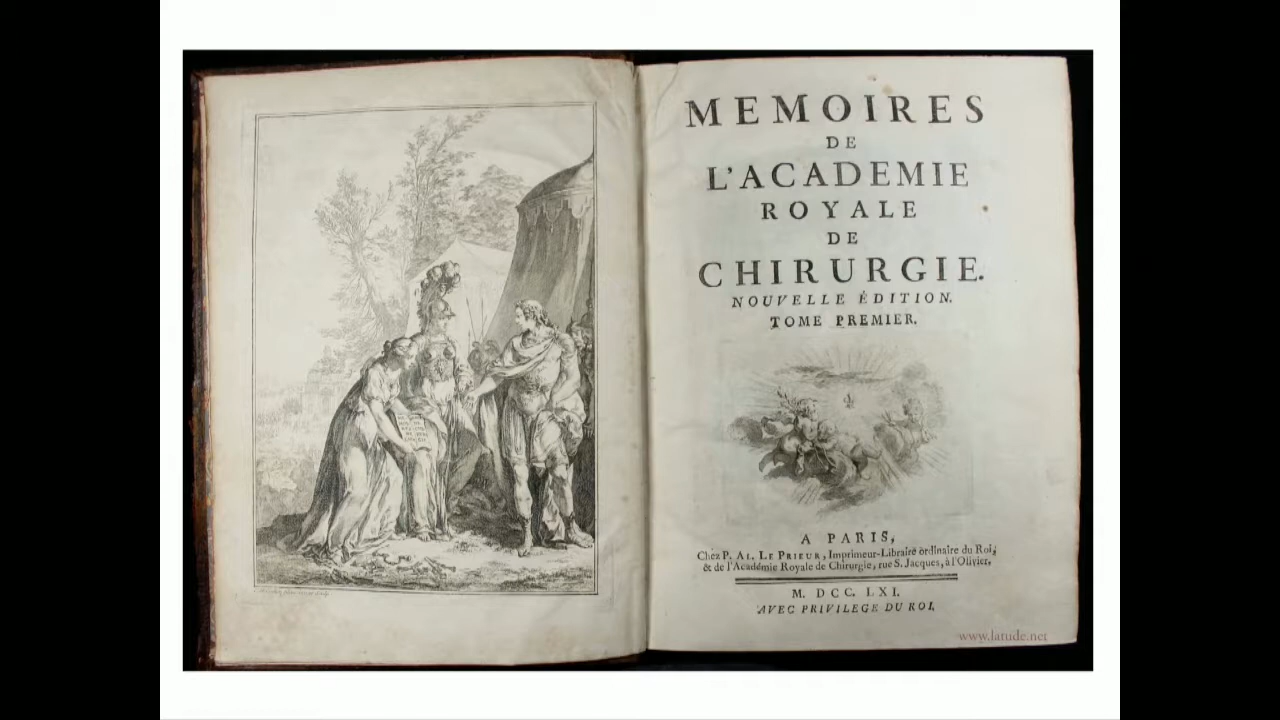 MEMOIRES
DE
L'ACADEMIE
ROYALE
DE
CHIRURGIE.
NOUVELLE ÉDITION.
TOME PREMIER.
A PARIS,
Chez P. AL. LE PRIEUR, Imprimeur-Libraire ordinaire du Roi,
& de l'Académie Royale de Chirurgie, rue S. Jacques, à l'Olivier.
M. DCC. LXI.
AVEC PRIVILEGE DU ROI.
www.latude.net